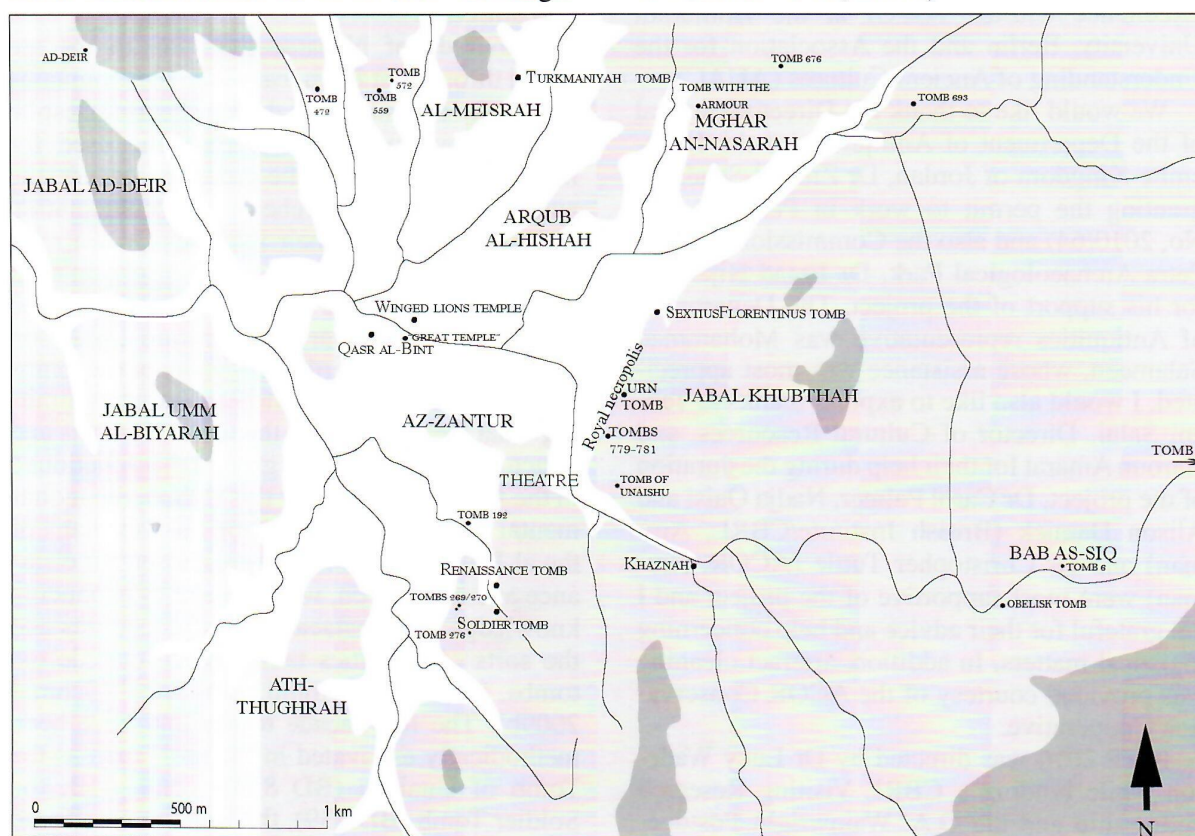 AD-DEIR
TOMB
472
TOMB
572
TOMB
559
AL-MEISRAH
TURKMANIYAH TOMB
TOMB 676
TOMB WITH THE
ARMOUR
MGHAR
AN-NASARAH
TOMB 693
JABAL AD-DEIR
ARQUB
AL-HISHAH
WINGED LIONS TEMPLE
"GREAT TEMPLE"
QASR AL-BINT
SEXTIUSFLORENTINUS TOMB
JABAL UMM
AL-BIYARAH
AZ-ZANTUR
Royal necropolis
URN
TOMB
JABAL KHUBTHAH
TOMBS
779-781
TOMB
THEATRE
TOMB OF
UNAISHU
TOMB 192
KHAZNAH
BAB AS-SIQ
TOMB 6
RENAISSANCE TOMB
OBELISK TOMB
TOMBS 269/270
SOLDIER TOMB
TOMB 276
ATH-
THUGHRAH
0 500 m 1 km
N